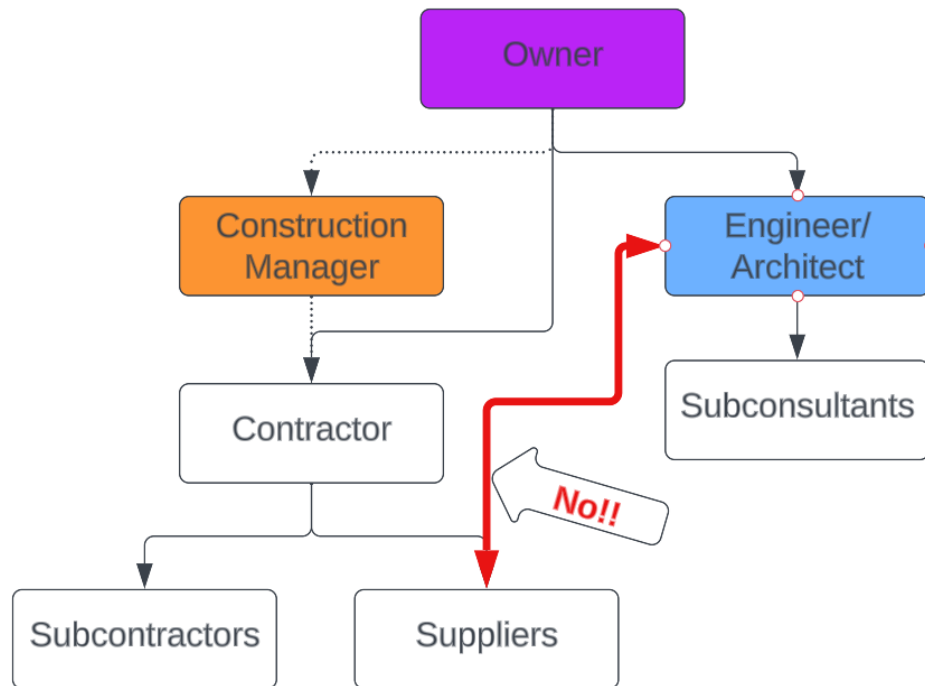 Owner
Construction
Manager
Engineer/
Architect
Contractor
Subconsultants
No!!
Subcontractors
Suppliers